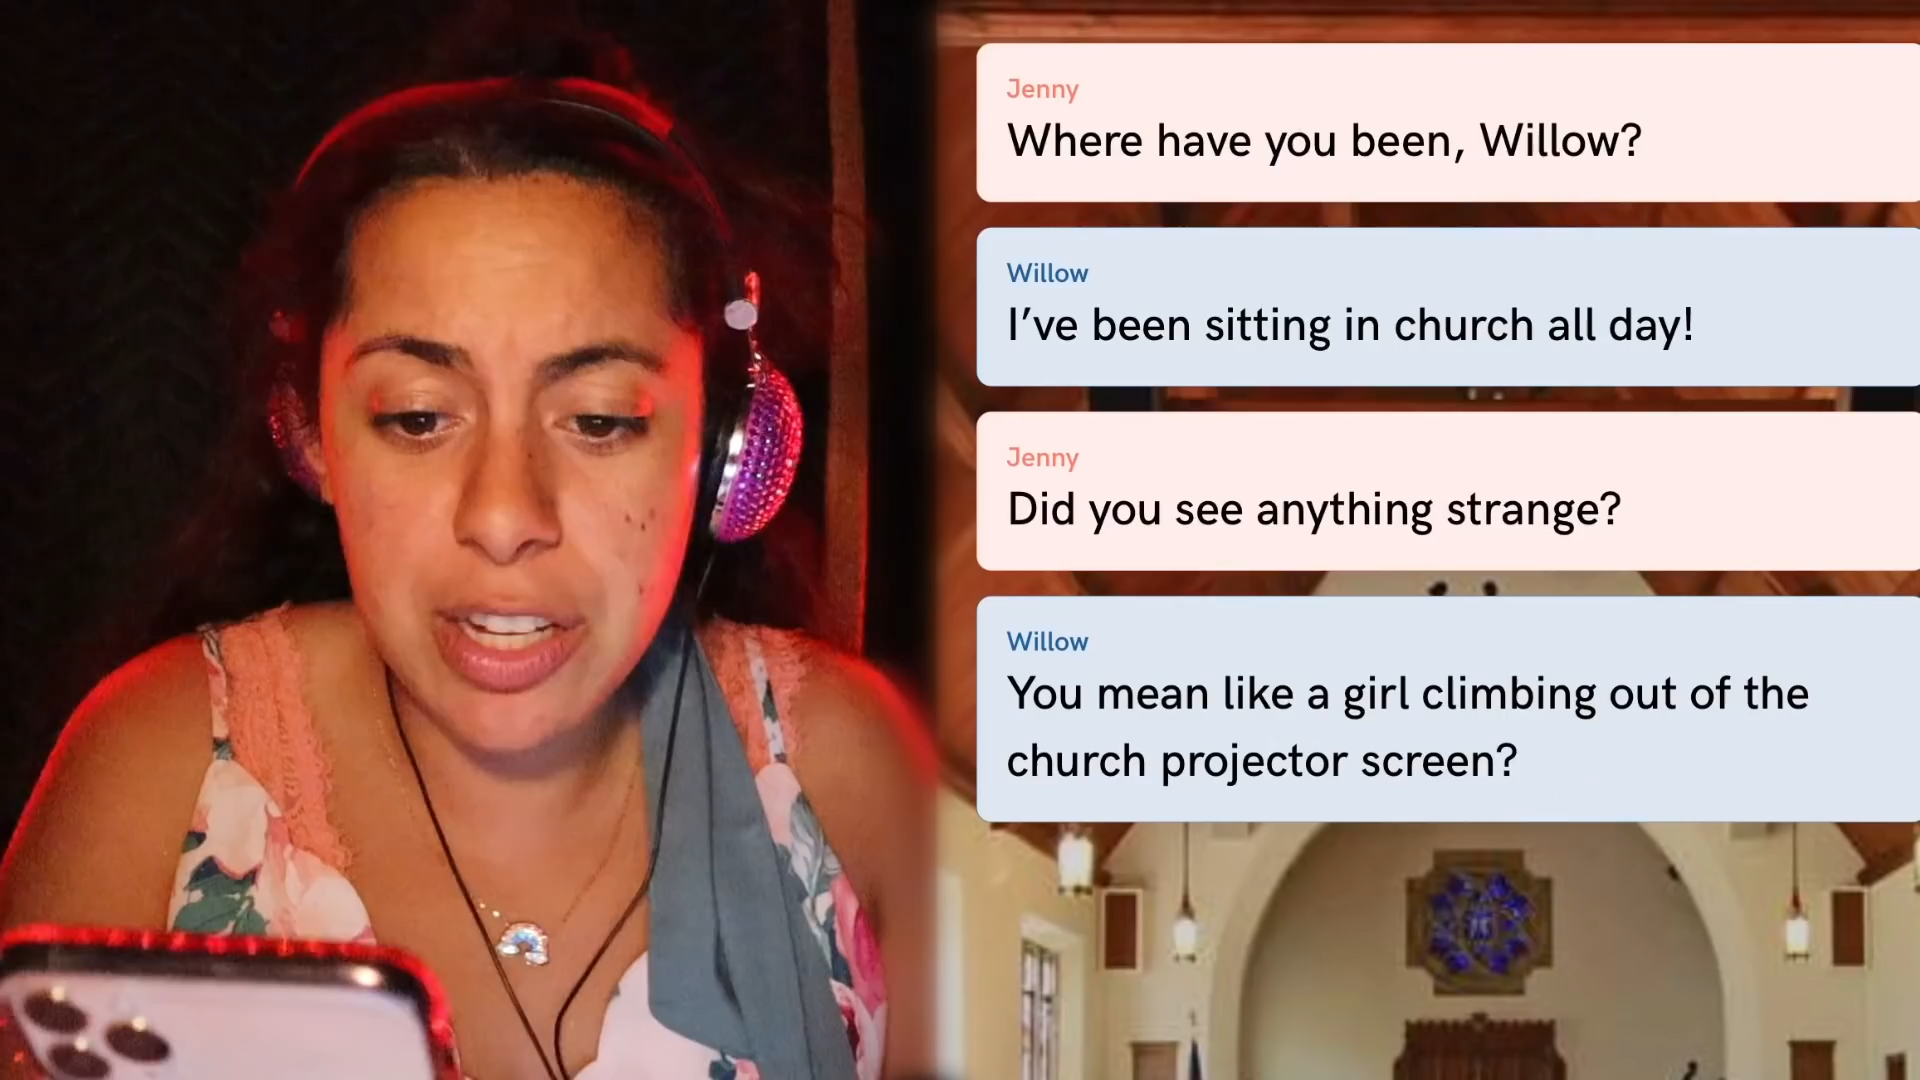 Jenny
Where have you been, Willow?
Willow
I’ve been sitting in church all day!
Jenny
Did you see anything strange?
Willow
You mean like a girl climbing out of the
church projector screen?